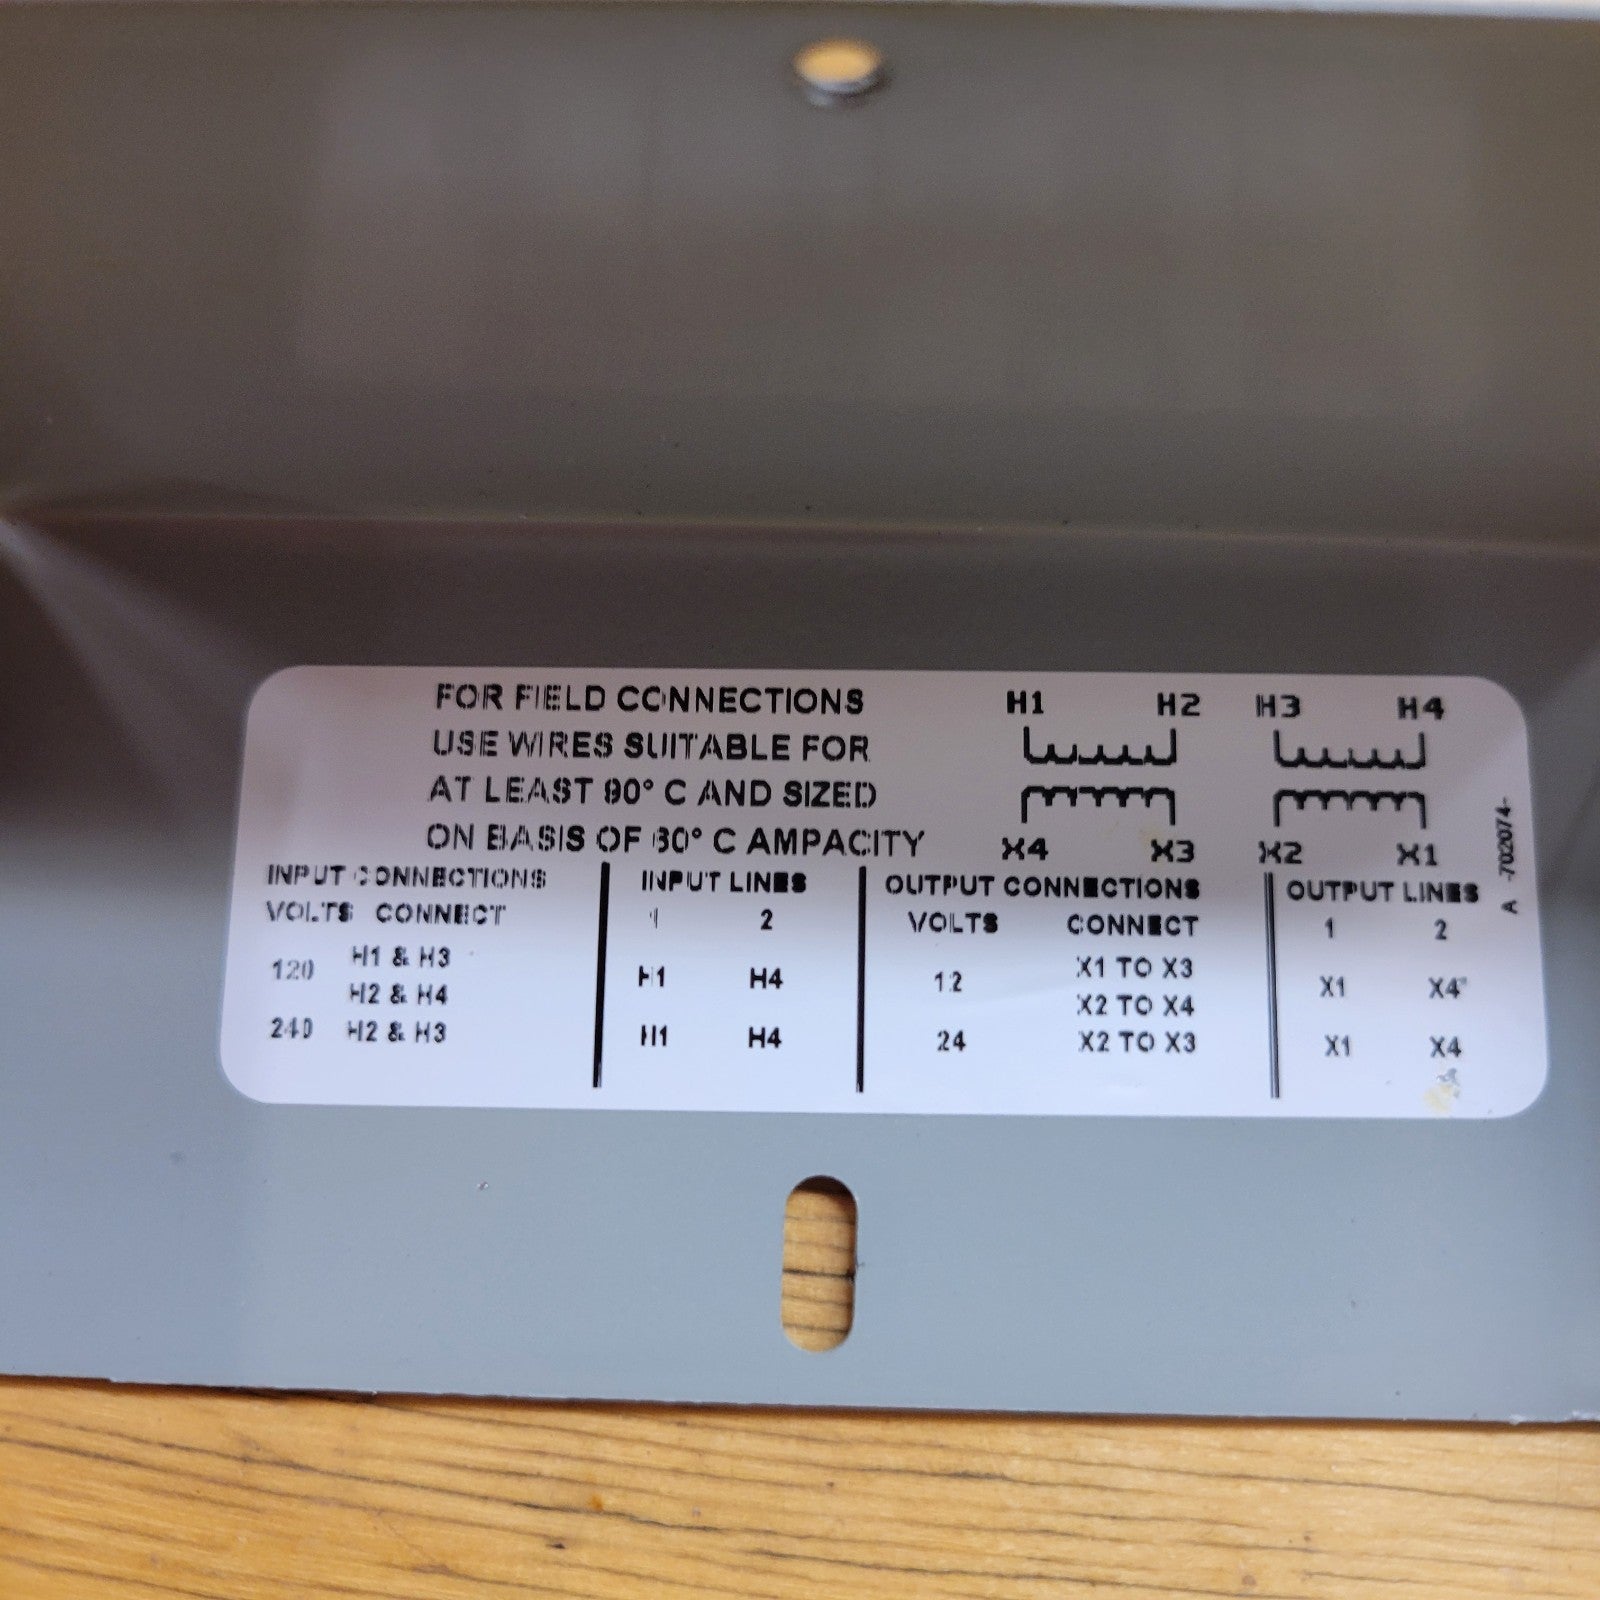 FOR FIELD CONNECTIONS
USE WIRES SUITABLE FOR
AT LEAST 90° C AND SIZED
ON BASIS OF 60° C AMPACITY
H1 H2 H3 H4
X4 X3 X2 X1
INPUT CONNECTIONS INPUT LINES OUTPUT CONNECTIONS OUTPUT LINES
VOLTS CONNECT 1 2 VOLTS CONNECT 1 2
120 H1 & H3 H1 H4 12 X1 TO X3 X1 X4
H2 & H4 X2 TO X4
240 H2 & H3 H1 H4 24 X2 TO X3 X1 X4
A -702074-